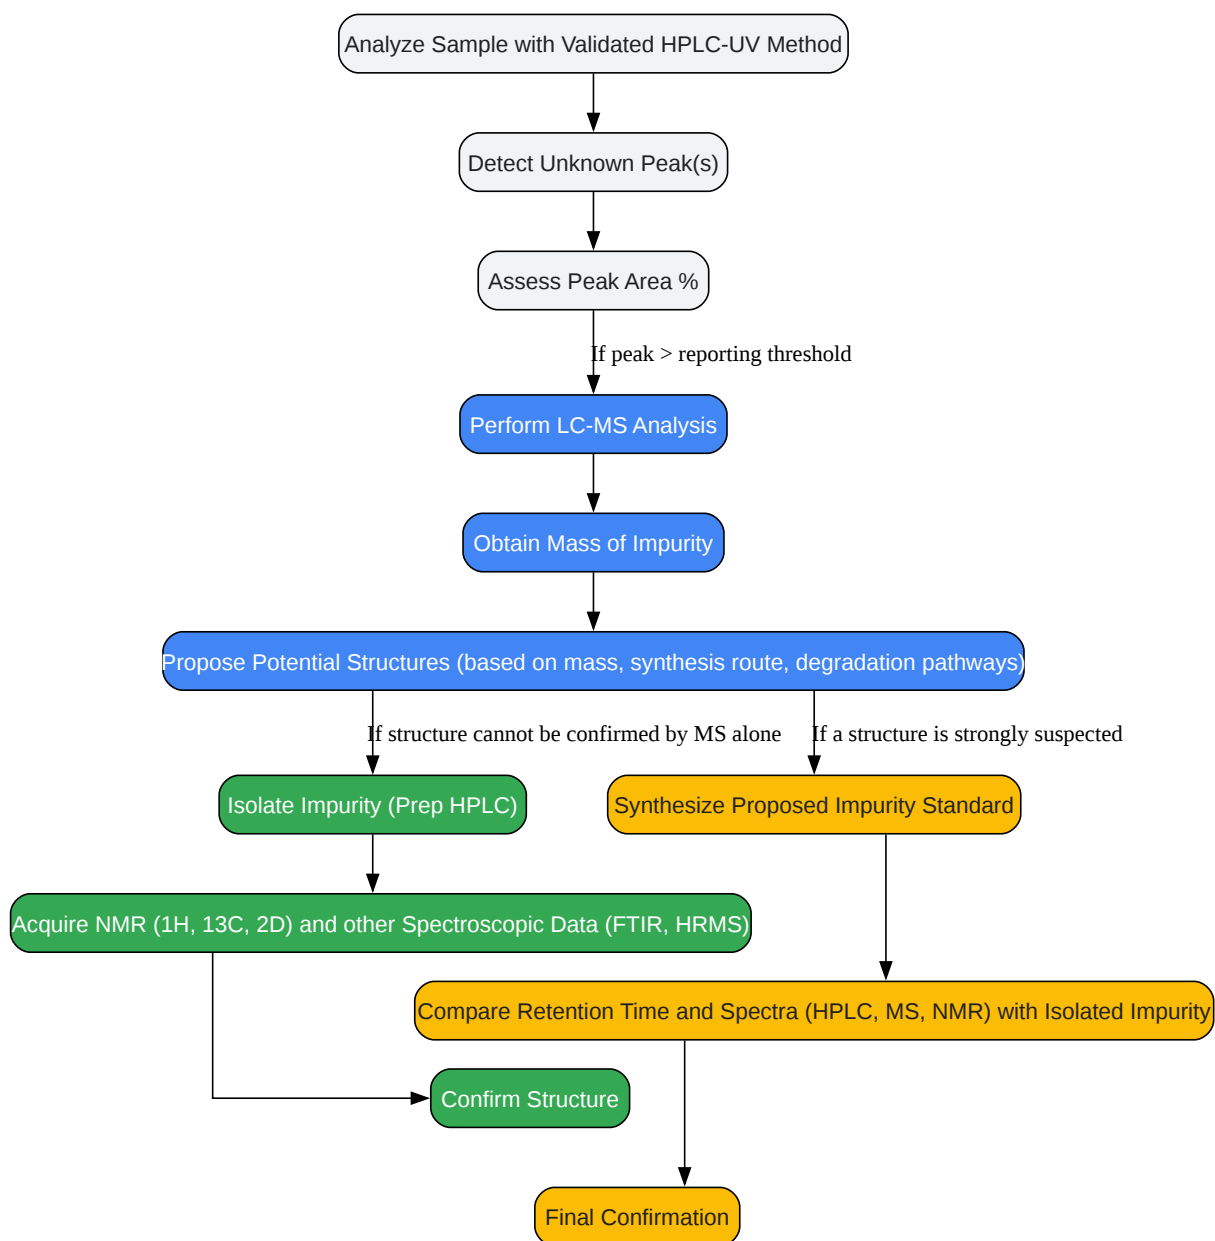 Analyze Sample with Validated HPLC-UV Method
Detect Unknown Peak(s)
Assess Peak Area %
If peak > reporting threshold
Perform LC-MS Analysis
Obtain Mass of Impurity
Propose Potential Structures (based on mass, synthesis route, degradation pathways)
If structure cannot be confirmed by MS alone
If a structure is strongly suspected
Isolate Impurity (Prep HPLC)
Synthesize Proposed Impurity Standard
Acquire NMR (1H, 13C, 2D) and other Spectroscopic Data (FTIR, HRMS)
Compare Retention Time and Spectra (HPLC, MS, NMR) with Isolated Impurity
Confirm Structure
Final Confirmation